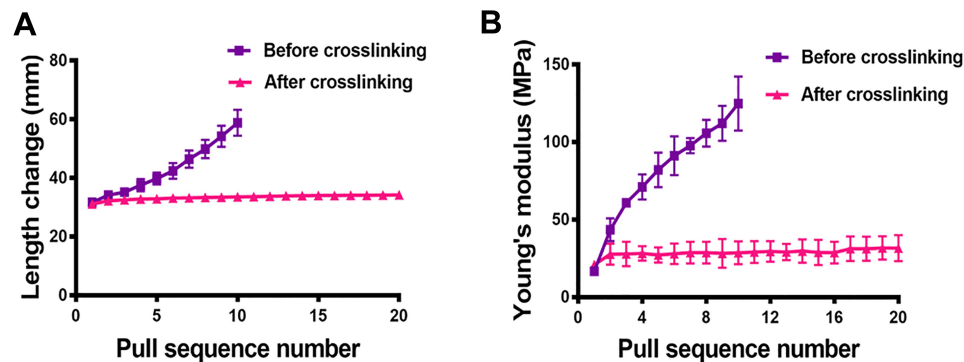 A
Length change (mm)
80
60
40
20
0
0 5 10 15 20
Pull sequence number
Before crosslinking
After crosslinking
B
Young's modulus (MPa)
150
100
50
0
0 4 8 12 16 20
Pull sequence number
Before crosslinking
After crosslinking